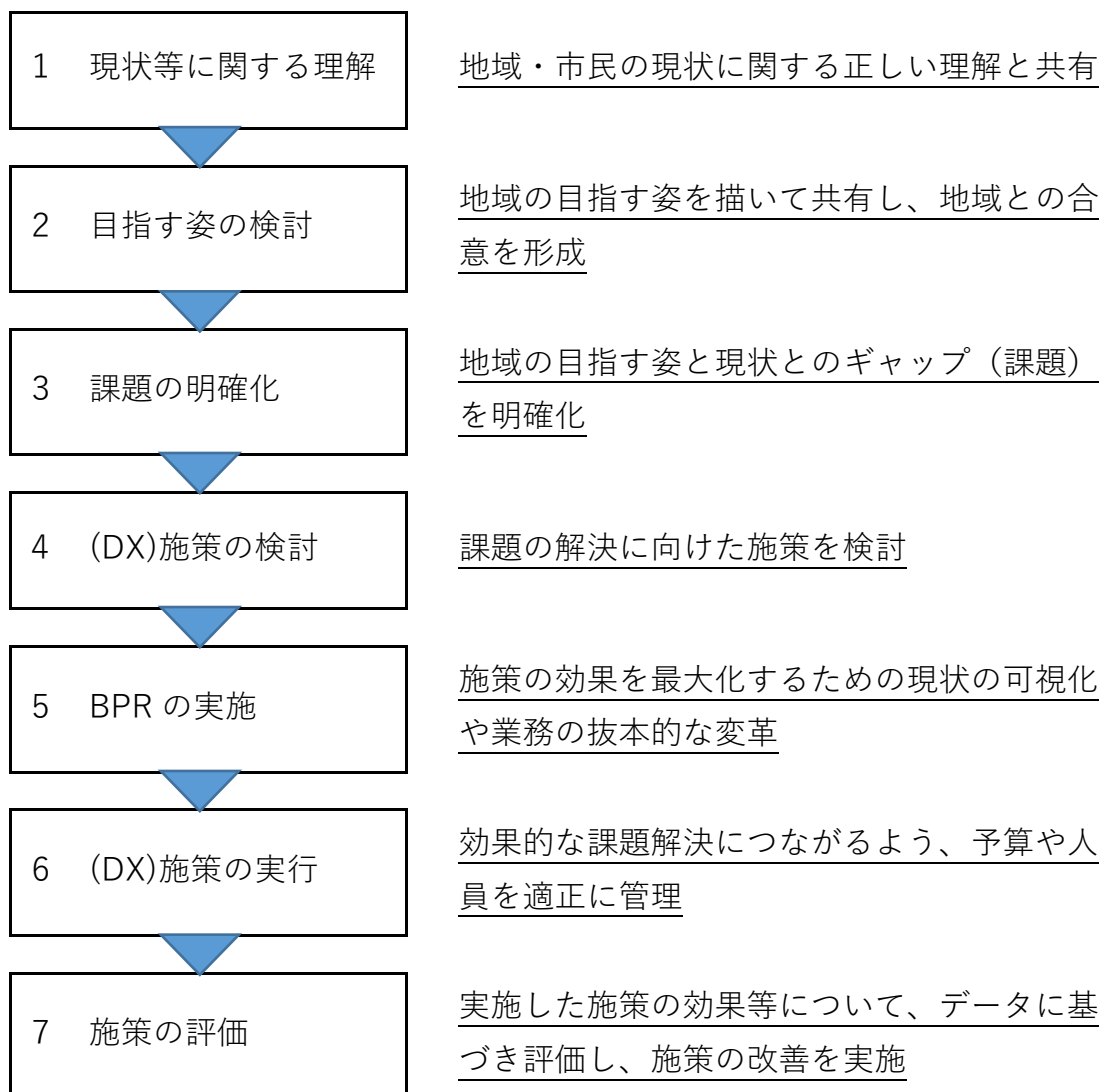 1 現状等に関する理解
地域・市民の現状に関する正しい理解と共有
2 目指す姿の検討
地域の目指す姿を描いて共有し、地域との合
意を形成
3 課題の明確化
地域の目指す姿と現状とのギャップ（課題）
を明確化
4 (DX)施策の検討
課題の解決に向けた施策を検討
5 BPR の実施
施策の効果を最大化するための現状の可視化
や業務の抜本的な変革
6 (DX)施策の実行
効果的な課題解決につながるよう、予算や人
員を適正に管理
7 施策の評価
実施した施策の効果等について、データに基
づき評価し、施策の改善を実施